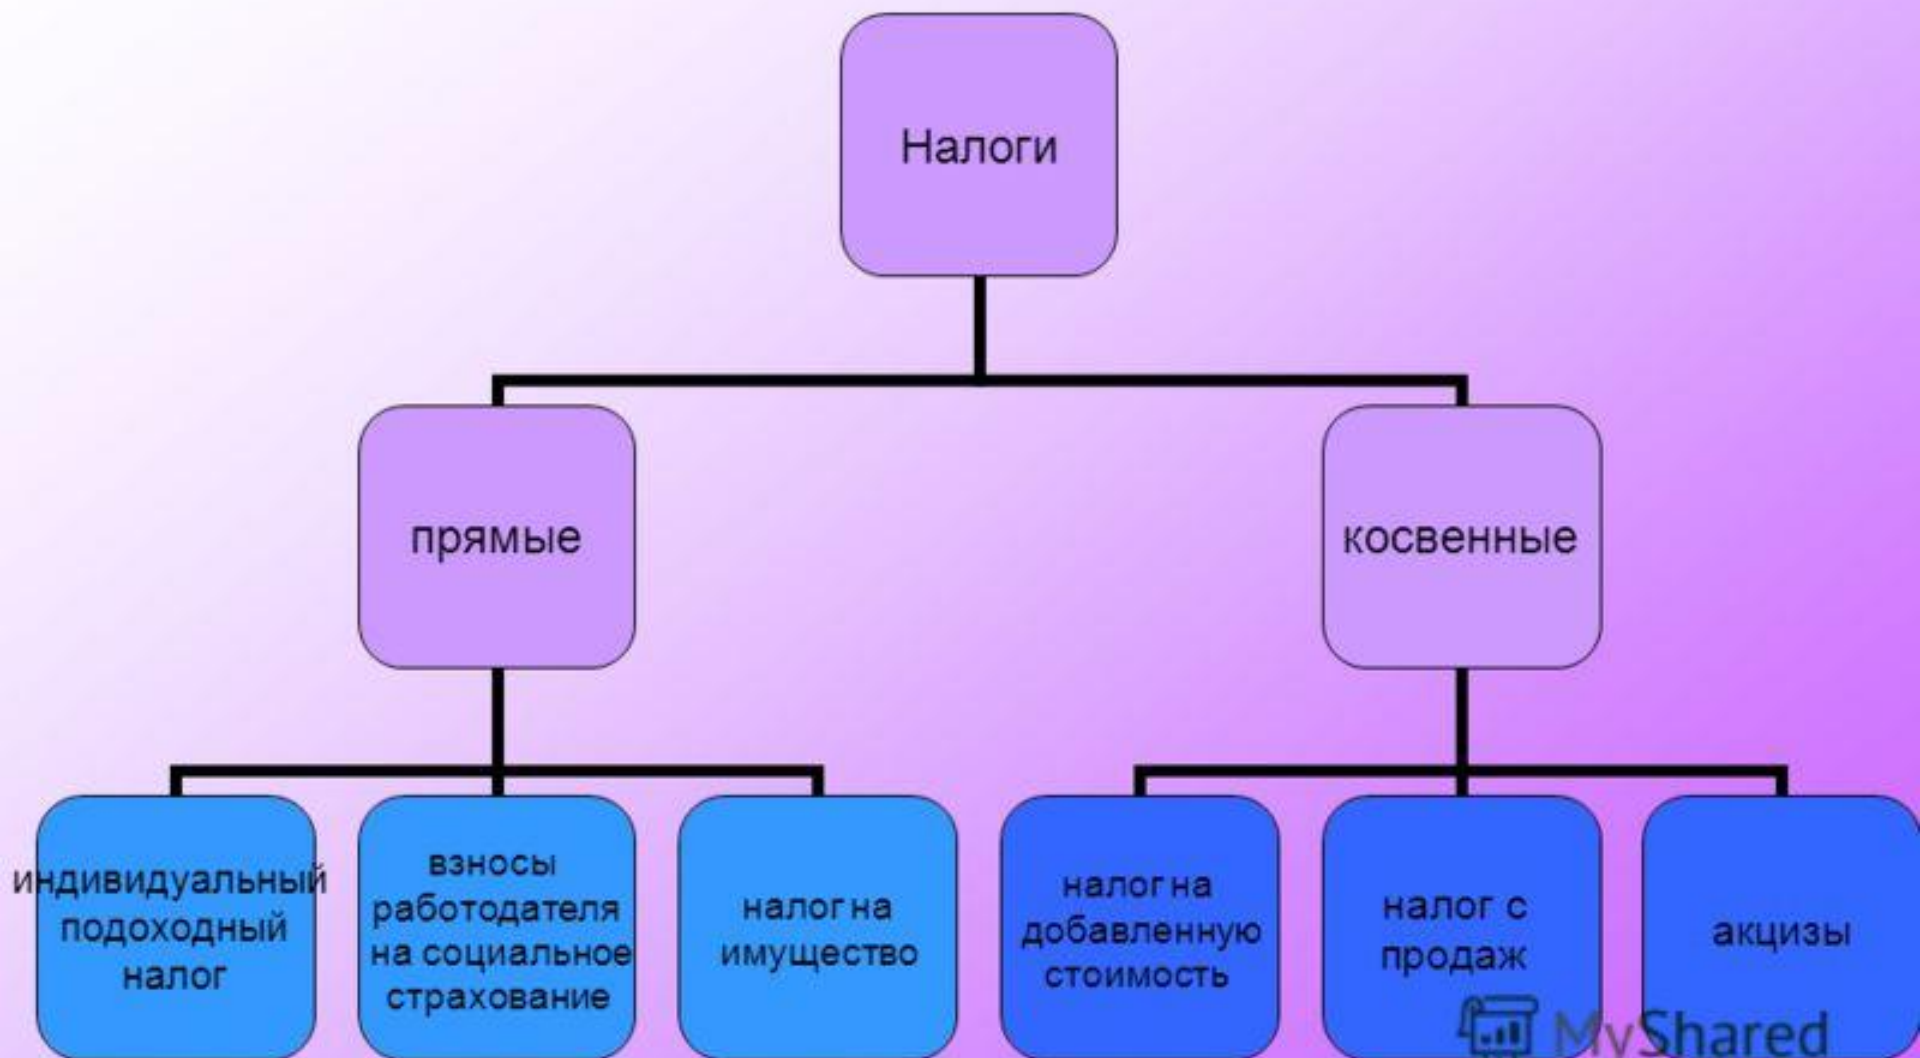 Налоги
прямые
косвенные
индивидуальный
подоходный
налог
взносы
работодателя
на социальное
страхование
налог на
имущество
налог на
добавленную
стоимость
налог с
продаж
акцизы
MyShared